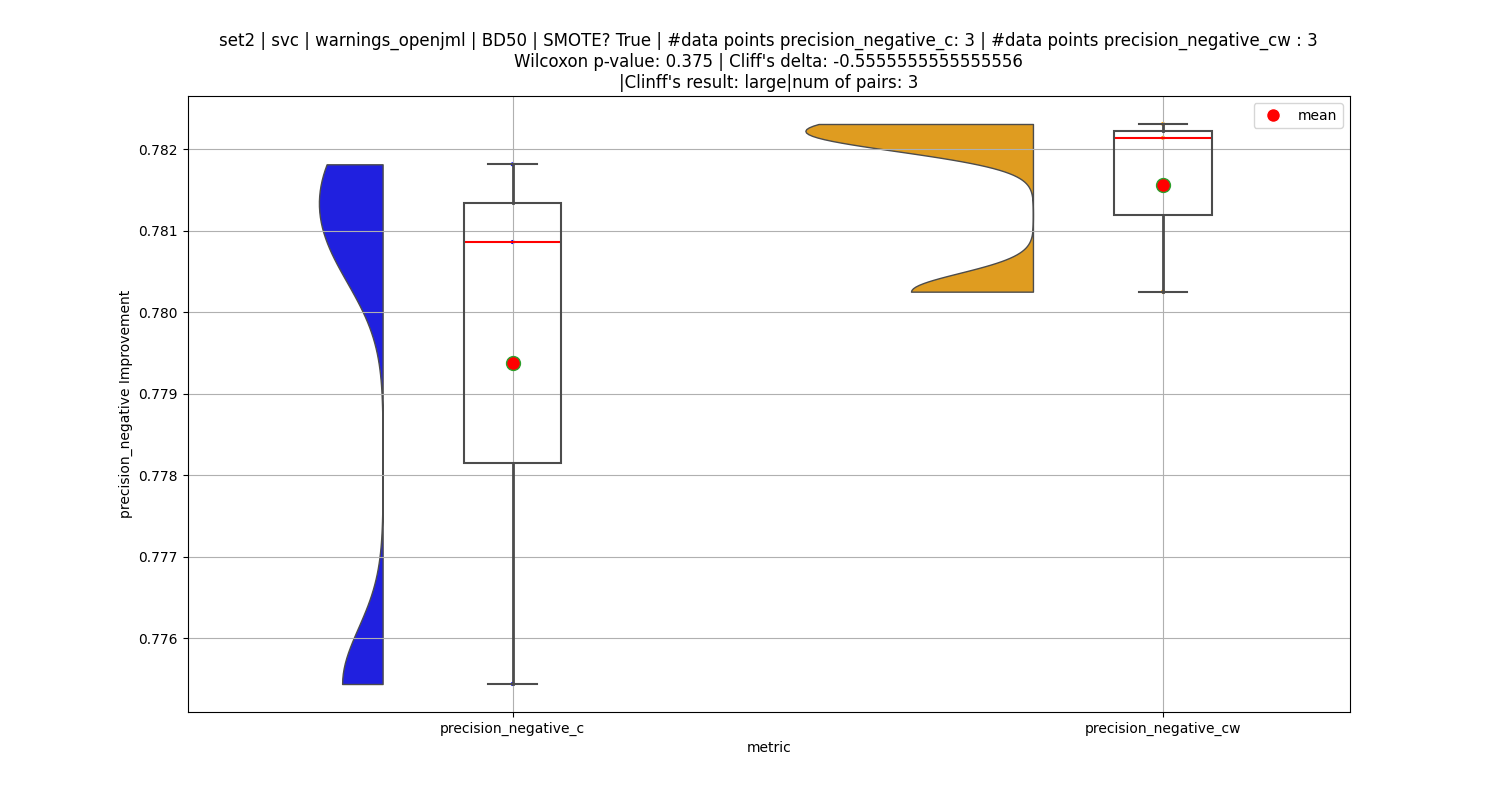 set2 | svc | warnings_openjml | BD50 | SMOTE? True | #data points precision_negative_c: 3 | #data points precision_negative_cw : 3
Wilcoxon p-value: 0.375 | Cliff's delta: -0.5555555555555556
|Clinff's result: large|num of pairs: 3
mean
0.782
0.781
0.780
0.779
0.778
0.777
0.776
precision_negative Improvement
precision_negative_c
precision_negative_cw
metric